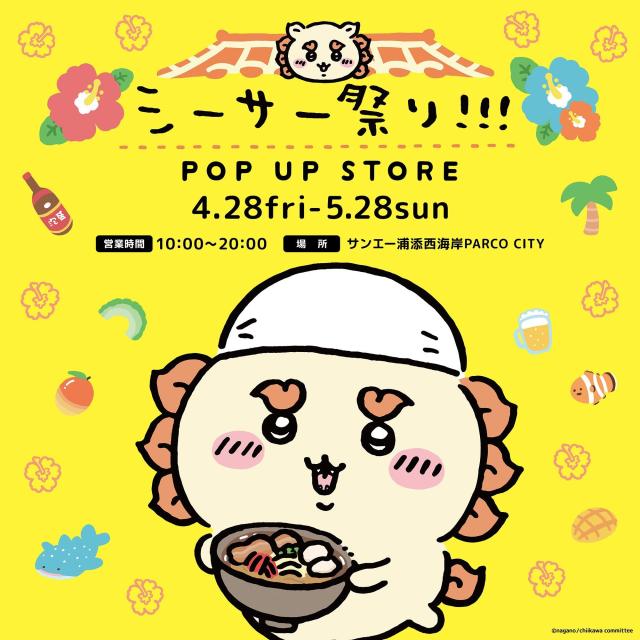 シーサー祭り!!!
POP UP STORE
4.28fri-5.28sun
営業時間 10:00～20:00 場 所 サンエー浦添西海岸PARCO CITY
泡盛
©nagano/chiikawa committee